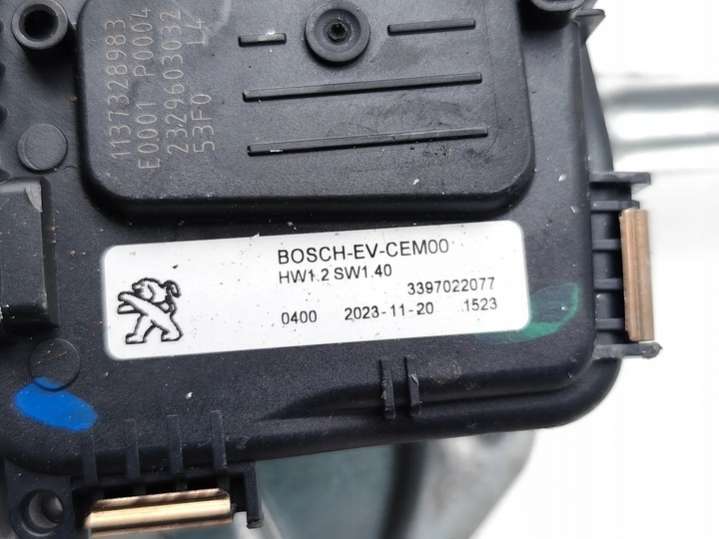 1137328983
E0001 P0004
2329603032
53F0 L4
BOSCH-EV-CEM00
HW1.2 SW1.40
3397022077
0400 2023-11-20 1523